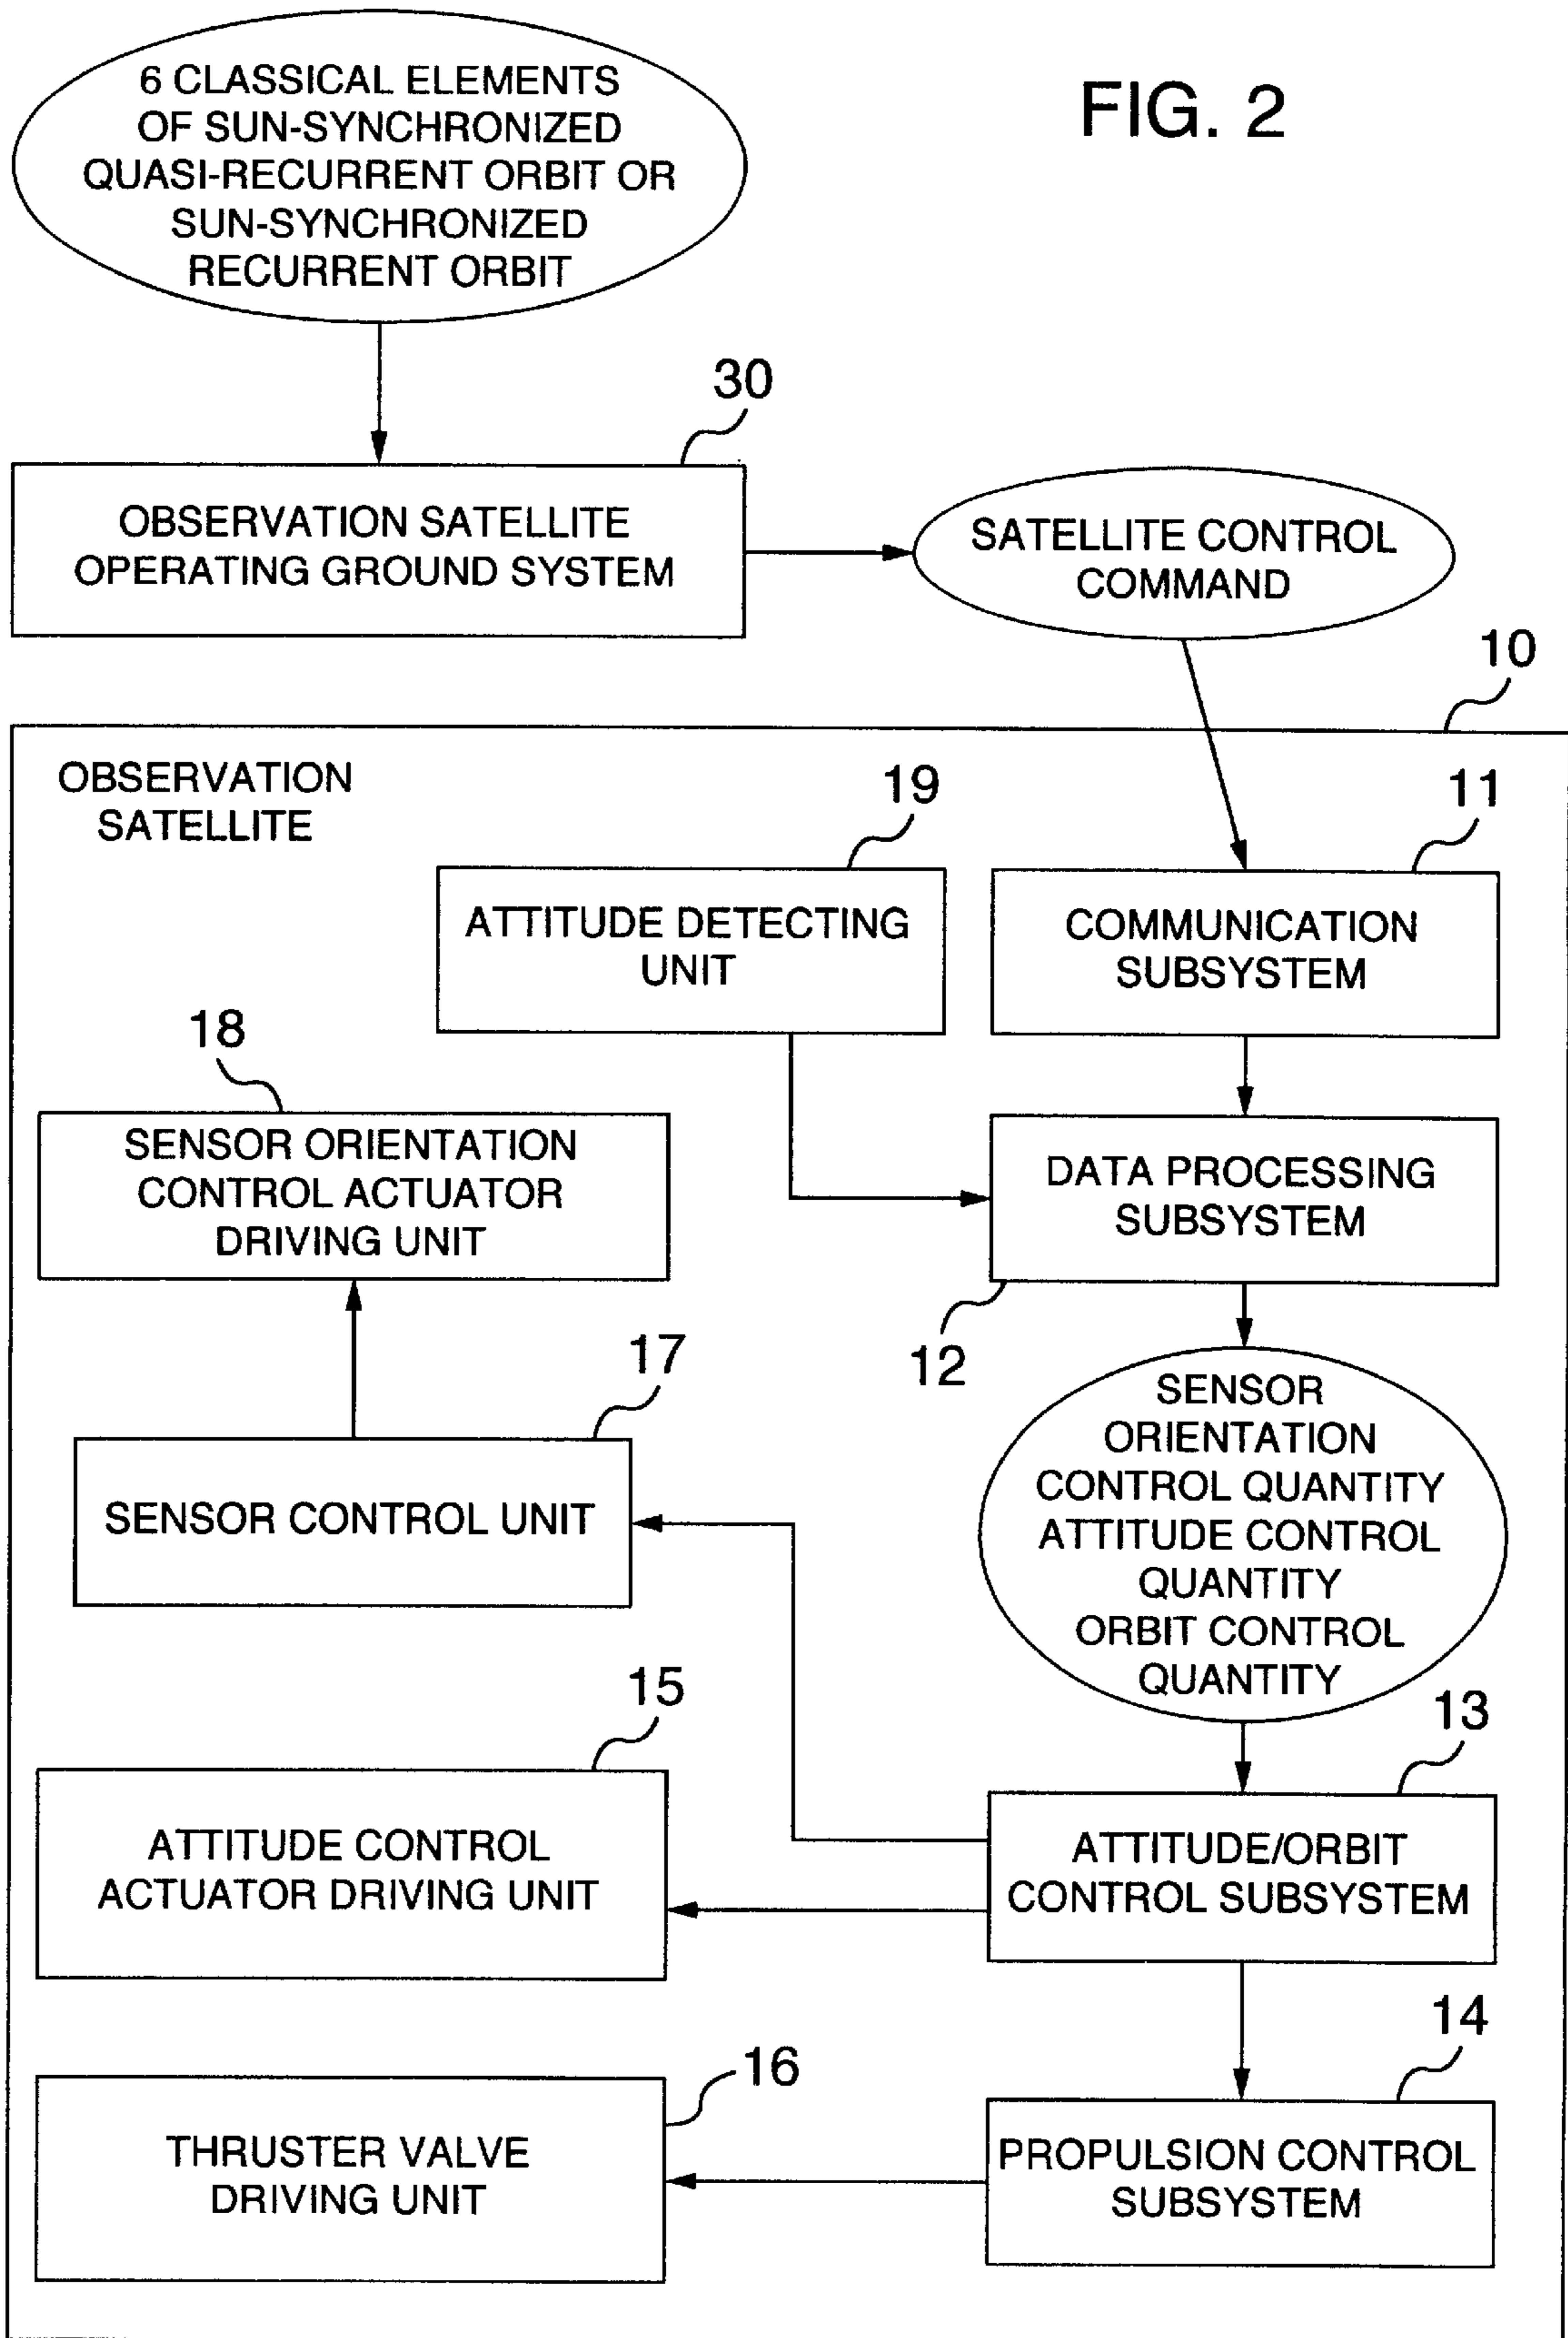 6 CLASSICAL ELEMENTS
OF SUN-SYNCHRONIZED
QUASI-RECURRENT ORBIT OR
SUN-SYNCHRONIZED
RECURRENT ORBIT
FIG. 2
30
OBSERVATION SATELLITE
OPERATING GROUND SYSTEM
SATELLITE CONTROL
COMMAND
10
OBSERVATION
SATELLITE
19
ATTITUDE DETECTING
UNIT
11
COMMUNICATION
SUBSYSTEM
18
SENSOR ORIENTATION
CONTROL ACTUATOR
DRIVING UNIT
DATA PROCESSING
SUBSYSTEM
12
17
SENSOR CONTROL UNIT
SENSOR
ORIENTATION
CONTROL QUANTITY
ATTITUDE CONTROL
QUANTITY
ORBIT CONTROL
QUANTITY
15
ATTITUDE CONTROL
ACTUATOR DRIVING UNIT
13
ATTITUDE/ORBIT
CONTROL SUBSYSTEM
16
THRUSTER VALVE
DRIVING UNIT
14
PROPULSION CONTROL
SUBSYSTEM